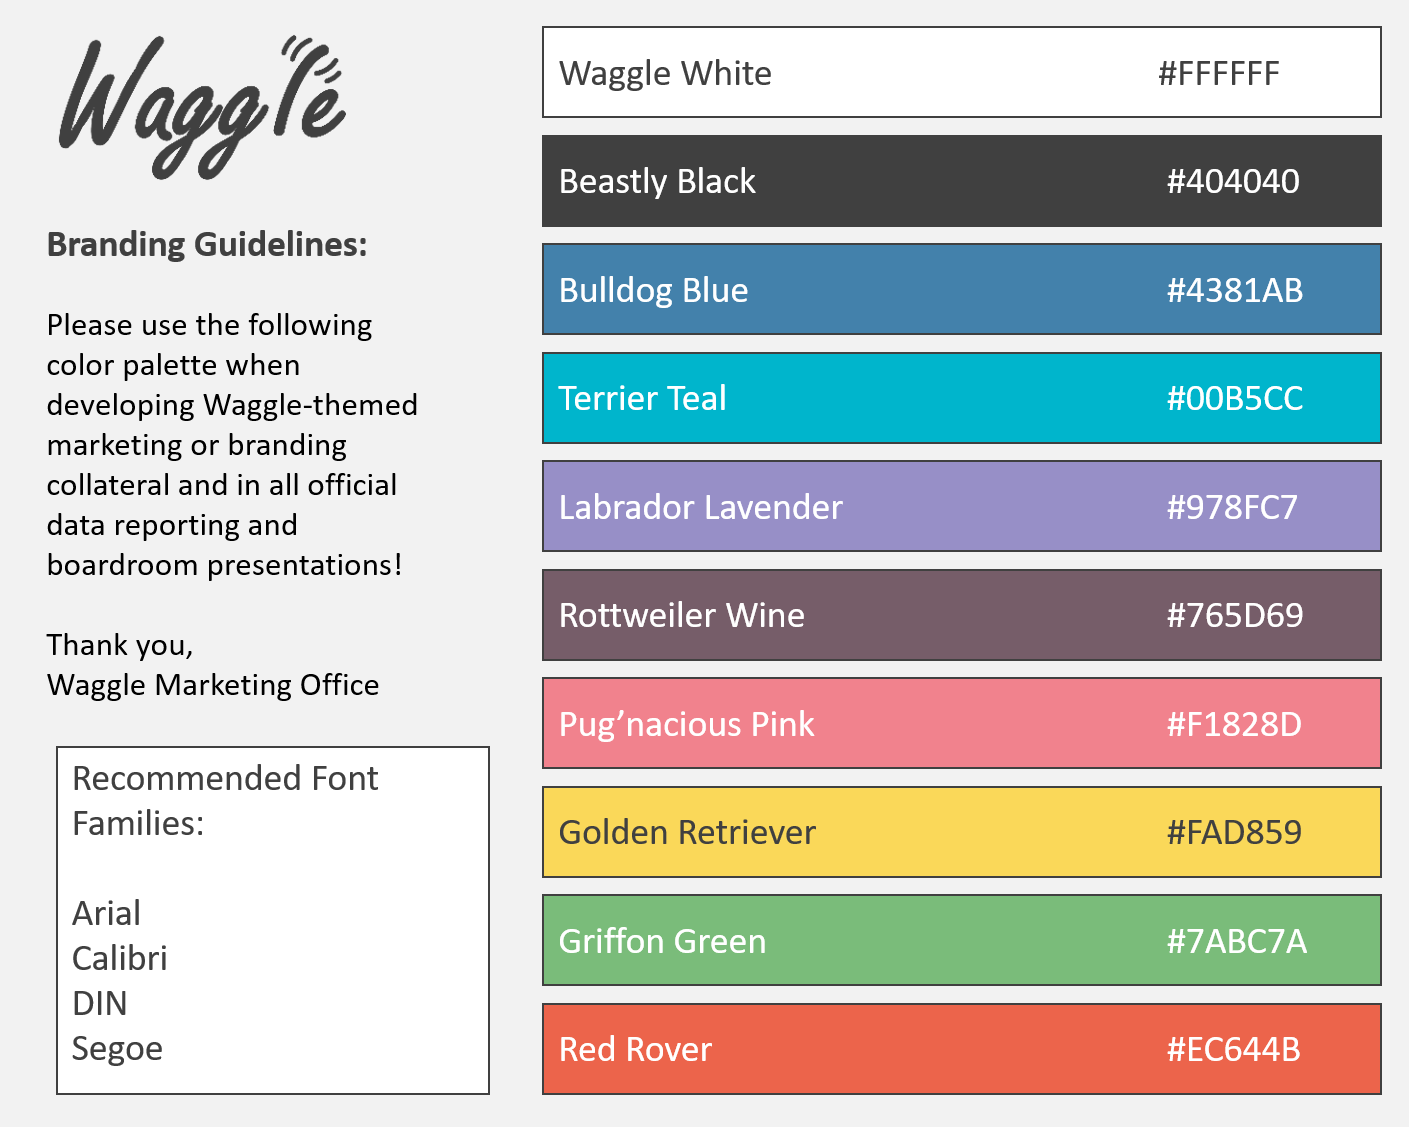 Waggle
Branding Guidelines:
Please use the following
color palette when
developing Waggle-themed
marketing or branding
collateral and in all official
data reporting and
boardroom presentations!
Thank you,
Waggle Marketing Office
Recommended Font
Families:
Arial
Calibri
DIN
Segoe
Waggle White #FFFFFF
Beastly Black #404040
Bulldog Blue #4381AB
Terrier Teal #00B5CC
Labrador Lavender #978FC7
Rottweiler Wine #765D69
Pug’nacious Pink #F1828D
Golden Retriever #FAD859
Griffon Green #7ABC7A
Red Rover #EC644B